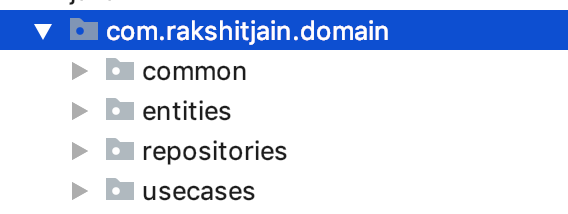 com.rakshitjain.domain
common
entities
repositories
usecases